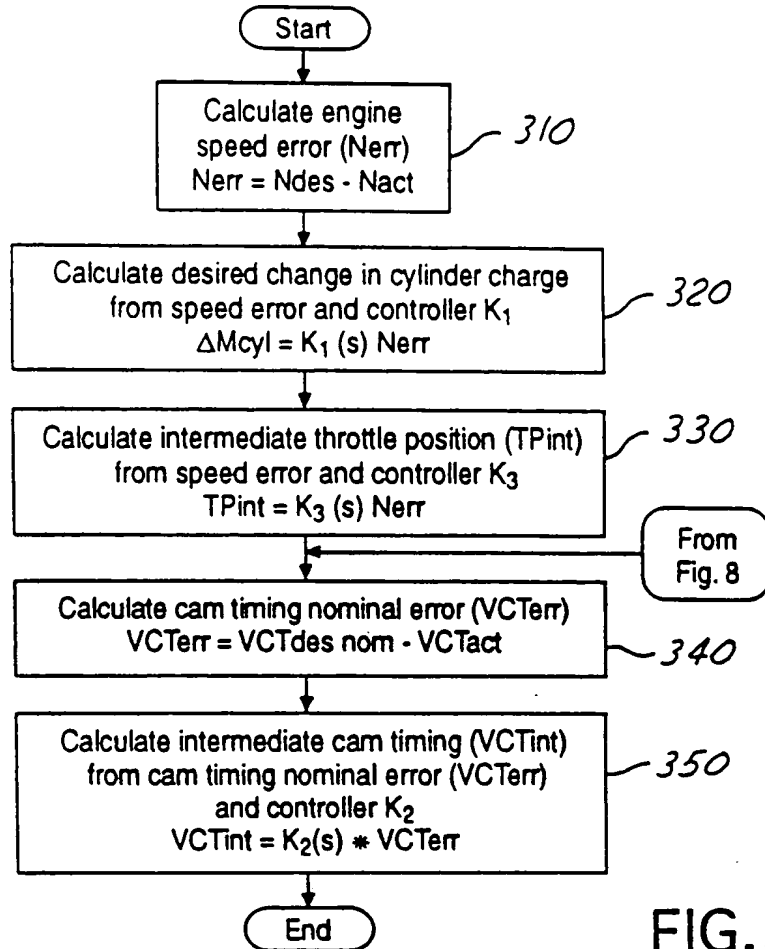 Start
Calculate engine
speed error (Nerr)
Nerr = Ndes - Nact
310
Calculate desired change in cylinder charge
from speed error and controller K₁
ΔMcyl = K₁ (s) Nerr
320
Calculate intermediate throttle position (TPint)
from speed error and controller K₃
TPint = K₃ (s) Nerr
330
From
Fig. 8
Calculate cam timing nominal error (VCTerr)
VCTerr = VCTdes nom - VCTact
340
Calculate intermediate cam timing (VCTint)
from cam timing nominal error (VCTerr)
and controller K₂
VCTint = K₂(s) * VCTerr
350
End
FIG.